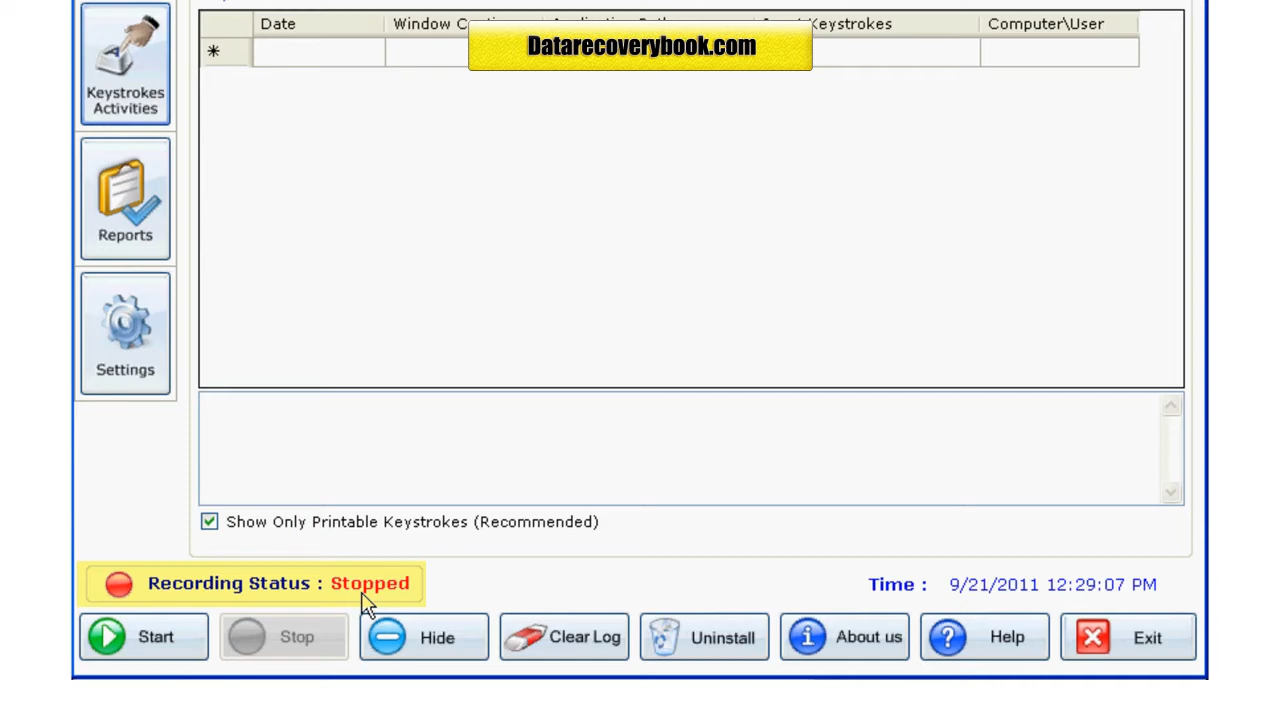 Date Window Keystrokes Computer\User
Datarecoverybook.com
Keystrokes
Activities
Reports
Settings
Show Only Printable Keystrokes (Recommended)
Recording Status : Stopped
Time : 9/21/2011 12:29:07 PM
Start Stop Hide Clear Log Uninstall About us Help Exit